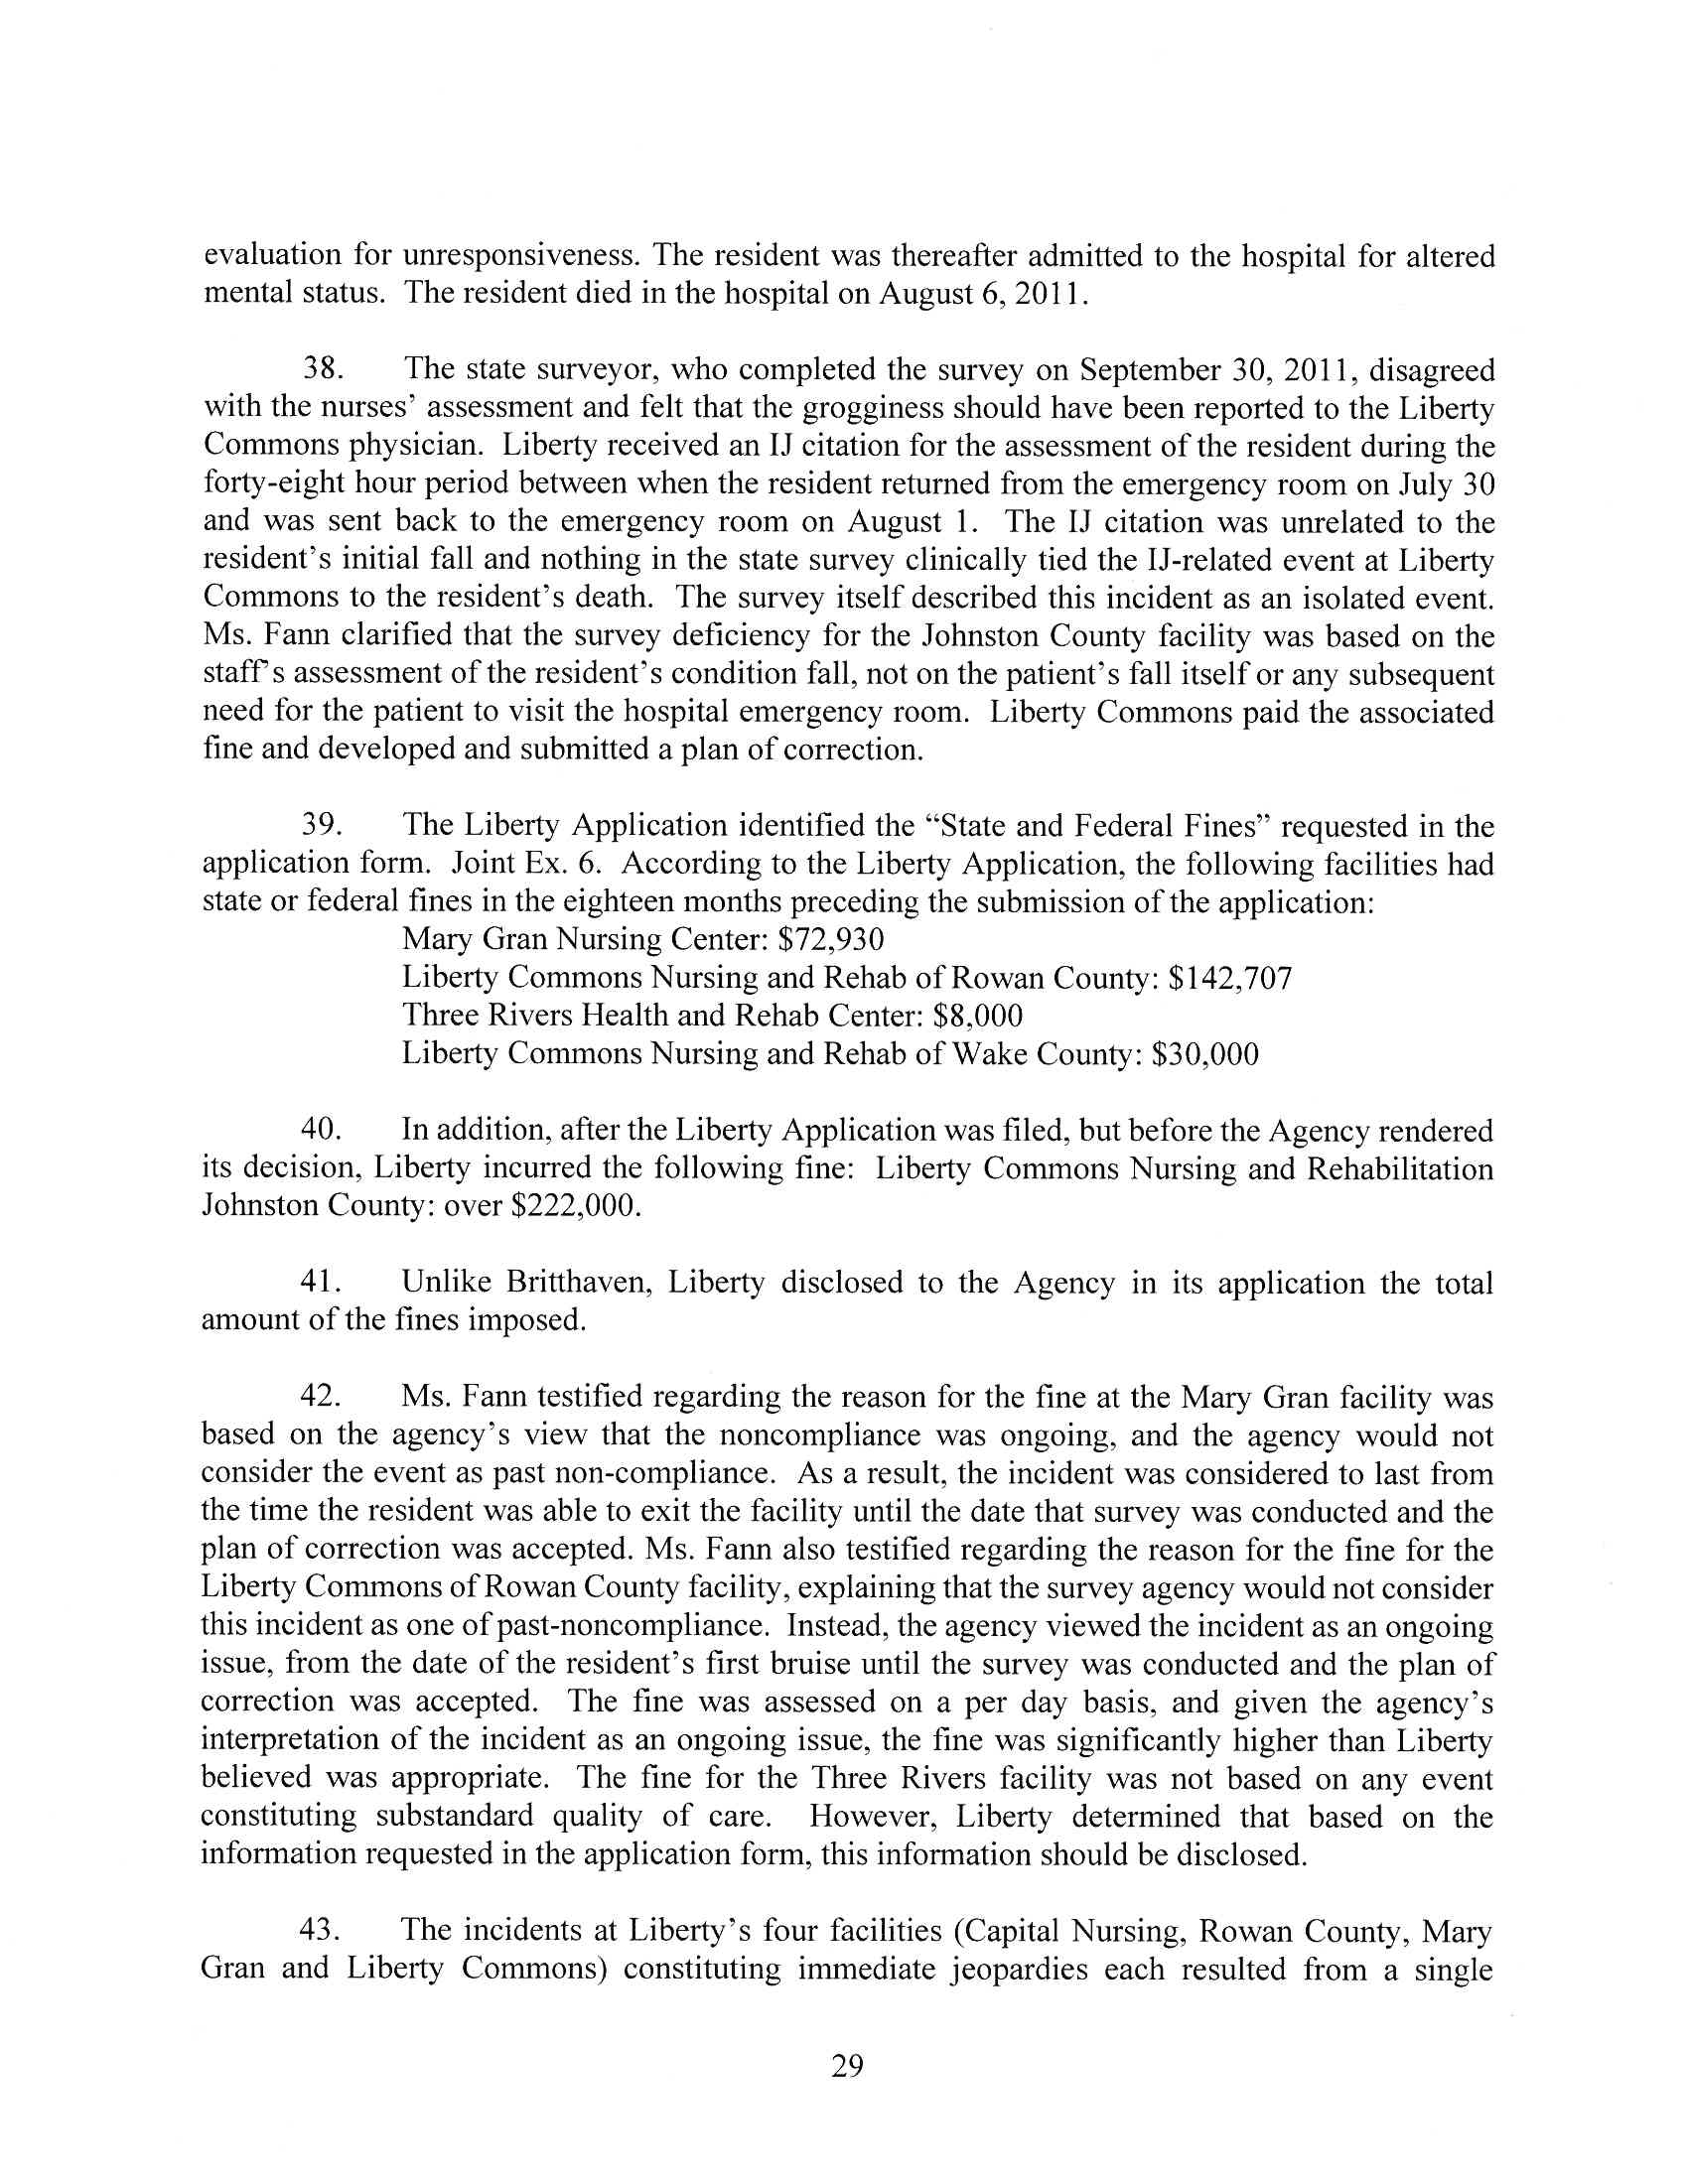 evaluation for unresponsiveness. The resident was thereafter admitted to the hospital for altered
mental status. The resident died in the hospital on August 6, 2011.
38. The state surveyor, who completed the survey on September 30, 2011, disagreed
with the nurses' assessment and felt that the grogginess should have been reported to the Liberty
Commons physician. Liberty received an IJ citation for the assessment of the resident during the
forty-eight hour period between when the resident returned from the emergency room on July 30
and was sent back to the emergency room on August 1. The IJ citation was unrelated to the
resident's initial fall and nothing in the state survey clinically tied the IJ-related event at Liberty
Commons to the resident's death. The survey itself described this incident as an isolated event.
Ms. Fann clarified that the survey deficiency for the Johnston County facility was based on the
staff's assessment of the resident's condition fall, not on the patient's fall itself or any subsequent
need for the patient to visit the hospital emergency room. Liberty Commons paid the associated
fine and developed and submitted a plan of correction.
39. The Liberty Application identified the “State and Federal Fines” requested in the
application form. Joint Ex. 6. According to the Liberty Application, the following facilities had
state or federal fines in the eighteen months preceding the submission of the application:
Mary Gran Nursing Center: $72,930
Liberty Commons Nursing and Rehab of Rowan County: $142,707
Three Rivers Health and Rehab Center: $8,000
Liberty Commons Nursing and Rehab of Wake County: $30,000
40. In addition, after the Liberty Application was filed, but before the Agency rendered
its decision, Liberty incurred the following fine: Liberty Commons Nursing and Rehabilitation
Johnston County: over $222,000.
41. Unlike Britthaven, Liberty disclosed to the Agency in its application the total
amount of the fines imposed.
42. Ms. Fann testified regarding the reason for the fine at the Mary Gran facility was
based on the agency's view that the noncompliance was ongoing, and the agency would not
consider the event as past non-compliance. As a result, the incident was considered to last from
the time the resident was able to exit the facility until the date that survey was conducted and the
plan of correction was accepted. Ms. Fann also testified regarding the reason for the fine for the
Liberty Commons of Rowan County facility, explaining that the survey agency would not consider
this incident as one of past-noncompliance. Instead, the agency viewed the incident as an ongoing
issue, from the date of the resident's first bruise until the survey was conducted and the plan of
correction was accepted. The fine was assessed on a per day basis, and given the agency's
interpretation of the incident as an ongoing issue, the fine was significantly higher than Liberty
believed was appropriate. The fine for the Three Rivers facility was not based on any event
constituting substandard quality of care. However, Liberty determined that based on the
information requested in the application form, this information should be disclosed.
43. The incidents at Liberty's four facilities (Capital Nursing, Rowan County, Mary
Gran and Liberty Commons) constituting immediate jeopardies each resulted from a single
29